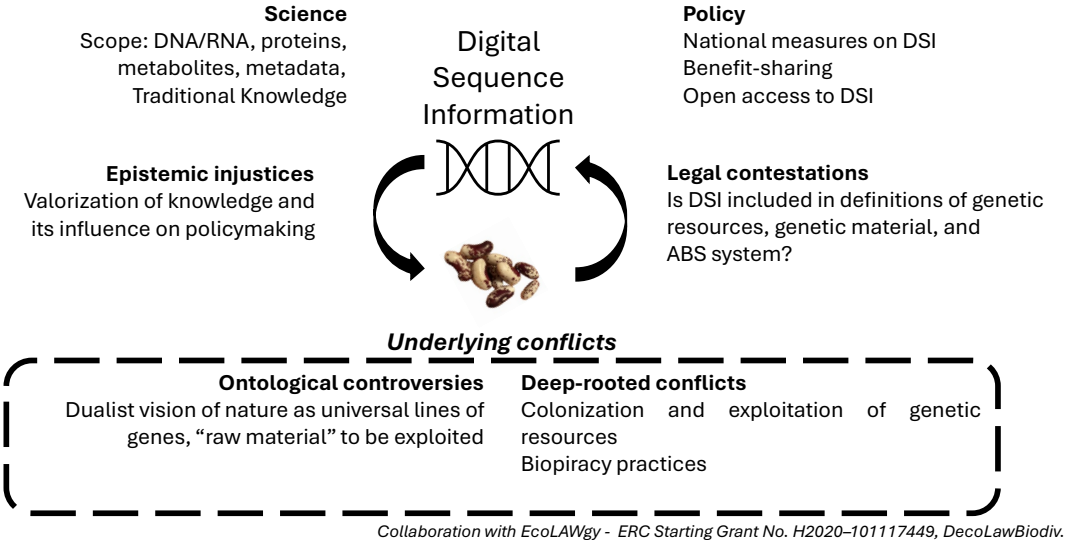 Science
Scope: DNA/RNA, proteins,
metabolites, metadata,
Traditional Knowledge
Digital
Sequence
Information
Policy
National measures on DSI
Benefit-sharing
Open access to DSI
Epistemic injustices
Valorization of knowledge and
its influence on policymaking
Legal contestations
Is DSI included in definitions of genetic
resources, genetic material, and
ABS system?
Underlying conflicts
Ontological controversies
Dualist vision of nature as universal lines of
genes, “raw material” to be exploited
Deep-rooted conflicts
Colonization and exploitation of genetic
resources
Biopiracy practices
Collaboration with EcoLAWgy - ERC Starting Grant No. H2020–101117449, DecoLawBiodiv.